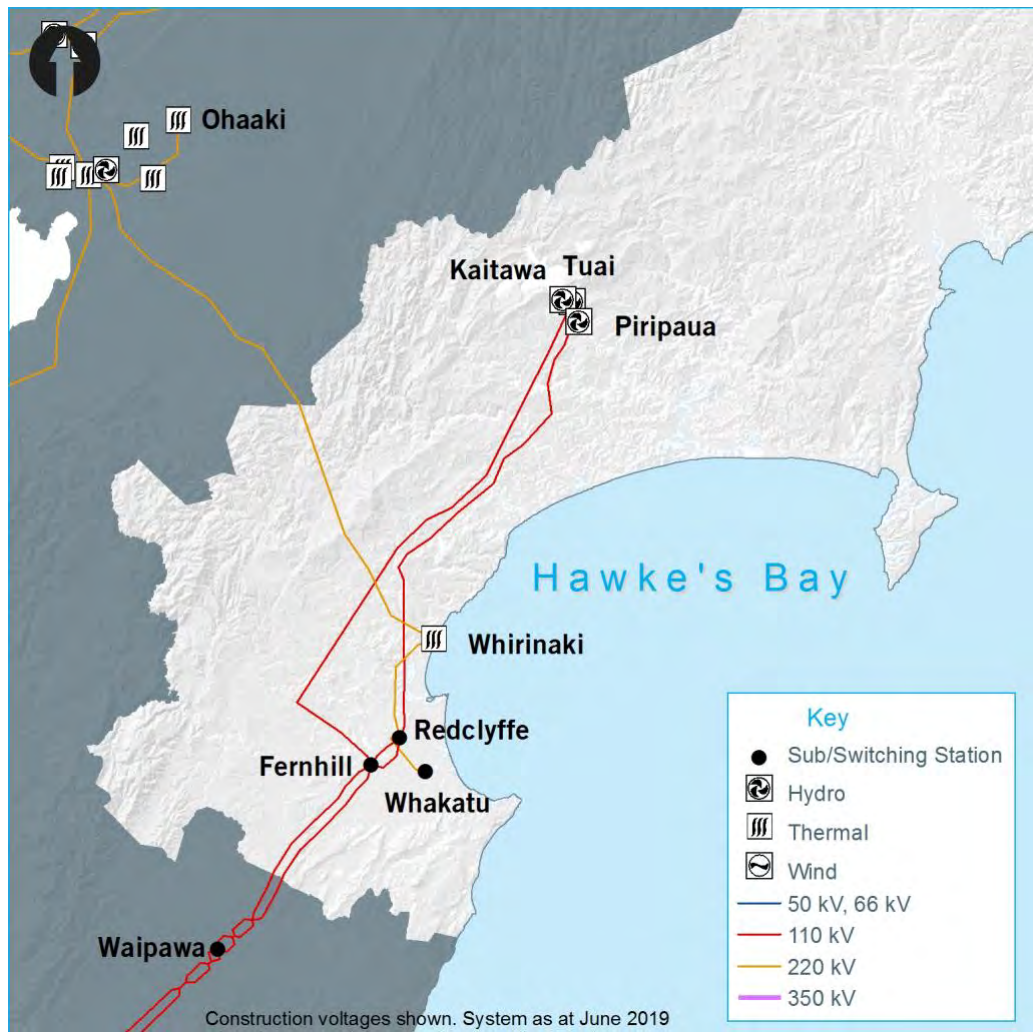 Ohaaki
Kaitawa Tuai
Piripaua
Hawke's Bay
Whirinaki
Redclyffe
Fernhill
Whakatu
Waipawa
Key
Sub/Switching Station
Hydro
Thermal
Wind
50 kV, 66 kV
110 kV
220 kV
350 kV
Construction voltages shown. System as at June 2019